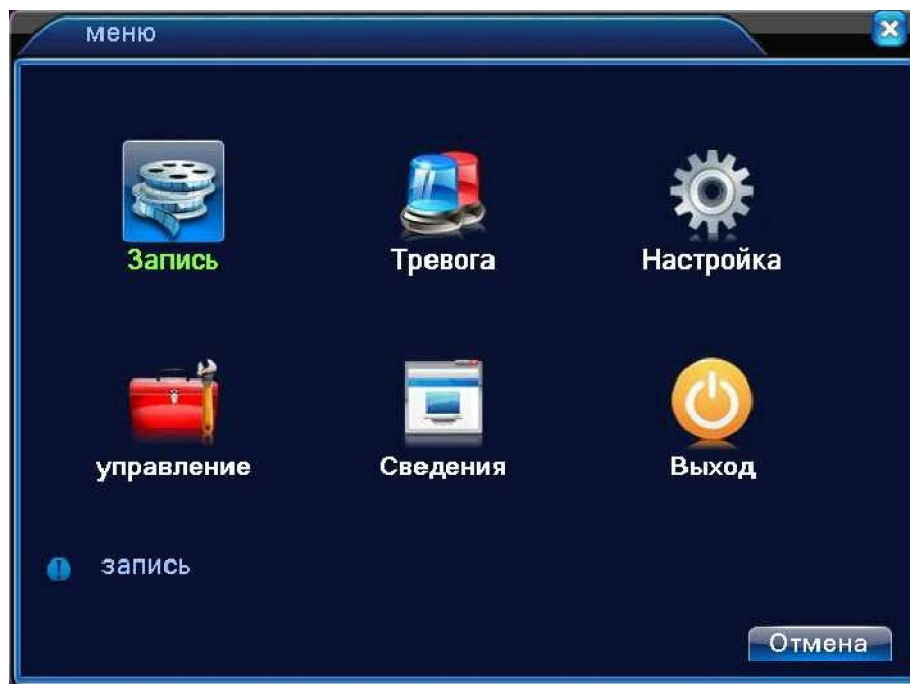 меню
Запись
Тревога
Настройка
управление
Сведения
Выход
запись
Отмена